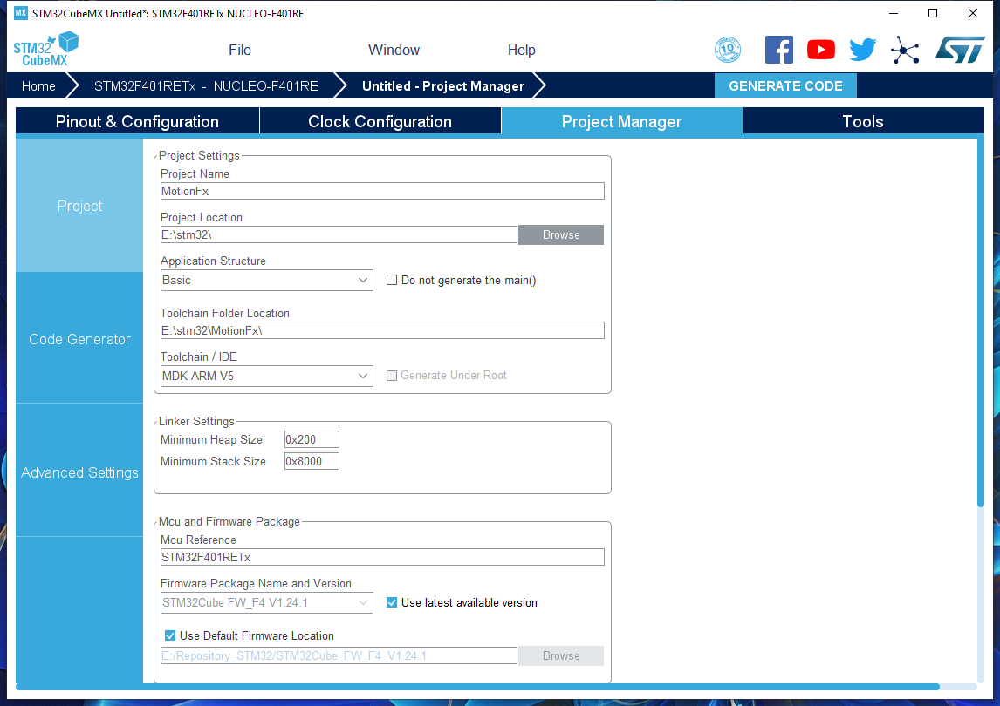 MX STM32CubeMX Untitled*: STM32F401RETx NUCLEO-F401RE
STM32
CubeMX
File
Window
Help
10
Home
STM32F401RETx - NUCLEO-F401RE
Untitled - Project Manager
GENERATE CODE
Pinout & Configuration
Clock Configuration
Project Manager
Tools
Project
Code Generator
Advanced Settings
Project Settings
Project Name
MotionFx
Project Location
E:\stm32\
Browse
Application Structure
Basic
Do not generate the main()
Toolchain Folder Location
E:\stm32\MotionFx\
Toolchain / IDE
MDK-ARM V5
Generate Under Root
Linker Settings
Minimum Heap Size
0x200
Minimum Stack Size
0x8000
Mcu and Firmware Package
Mcu Reference
STM32F401RETx
Firmware Package Name and Version
STM32Cube FW_F4 V1.24.1
Use latest available version
Use Default Firmware Location
E:/Repository_STM32/STM32Cube_FW_F4_V1.24.1
Browse